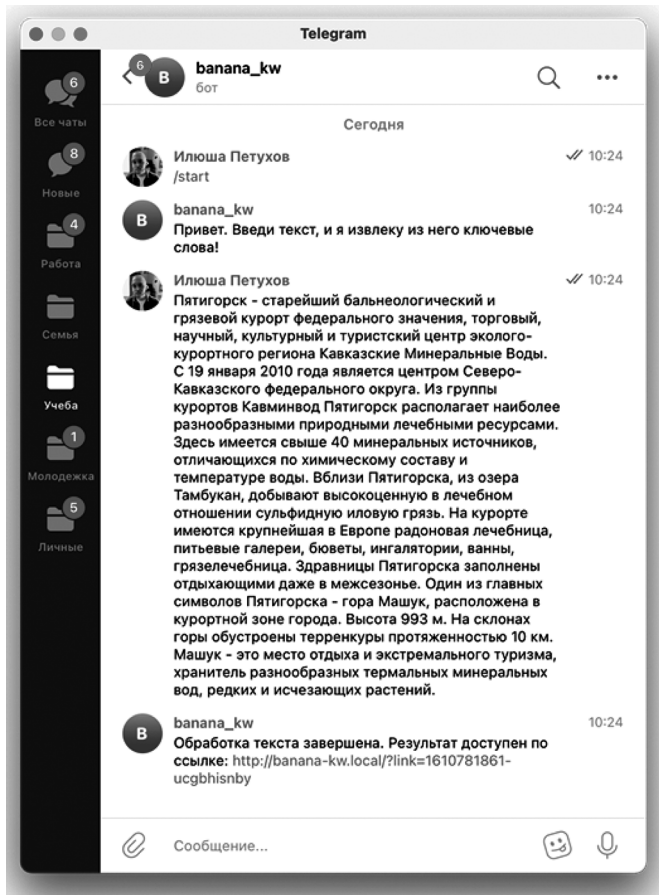 Telegram
6
Все чаты
8
Новые
4
Работа
Семья
Учеба
1
Молодежка
5
Личные
6
B
banana_kw
бот
Сегодня
Илюша Петухов
10:24
/start
B
banana_kw
10:24
Привет. Введи текст, и я извлеку из него ключевые
слова!
Илюша Петухов
10:24
Пятигорск - старейший бальнеологический и
грязевой курорт федерального значения, торговый,
научный, культурный и туристский центр эколого-
курортного региона Кавказские Минеральные Воды.
С 19 января 2010 года является центром Северо-
Кавказского федерального округа. Из группы
курортов Кавминвод Пятигорск располагает наиболее
разнообразными природными лечебными ресурсами.
Здесь имеется свыше 40 минеральных источников,
отличающихся по химическому составу и
температуре воды. Вблизи Пятигорска, из озера
Тамбукан, добывают высокоценную в лечебном
отношении сульфидную иловую грязь. На курорте
имеются крупнейшая в Европе радоновая лечебница,
питьевые галереи, бюветы, ингалятории, ванны,
грязелечебница. Здравницы Пятигорска заполнены
отдыхающими даже в межсезонье. Один из главных
символов Пятигорска - гора Машук, расположена в
курортной зоне города. Высота 993 м. На склонах
горы обустроены терренкуры протяженностью 10 км.
Машук - это место отдыха и экстремального туризма,
хранитель разнообразных термальных минеральных
вод, редких и исчезающих растений.
B
banana_kw
10:24
Обработка текста завершена. Результат доступен по
ссылке: http://banana-kw.local/?link=1610781861-
ucgbhisnby
Сообщение...